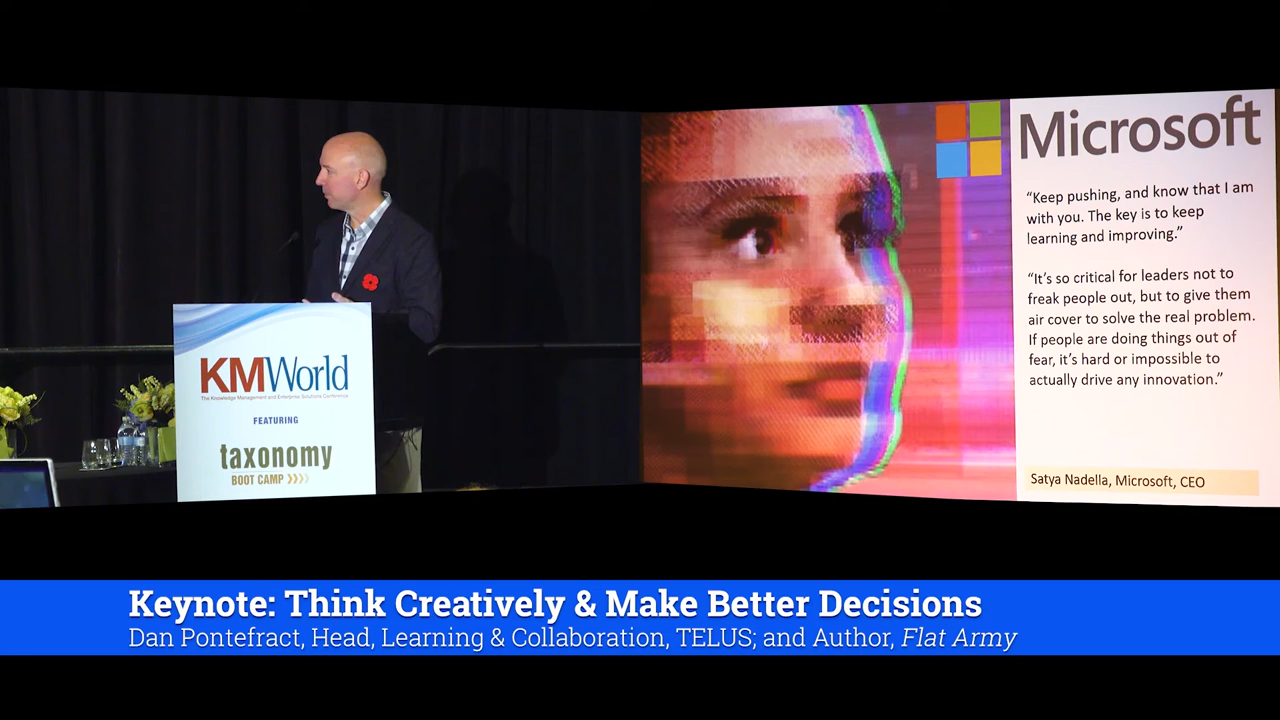 KMWorld
The Knowledge Management and Enterprise Solutions Conference
FEATURING
taxonomy
BOOT CAMP
Microsoft
“Keep pushing, and know that I am
with you. The key is to keep
learning and improving.”
“It’s so critical for leaders not to
freak people out, but to give them
air cover to solve the real problem.
If people are doing things out of
fear, it’s hard or impossible to
actually drive any innovation.”
Satya Nadella, Microsoft, CEO
Keynote: Think Creatively & Make Better Decisions
Dan Pontefract, Head, Learning & Collaboration, TELUS; and Author, Flat Army